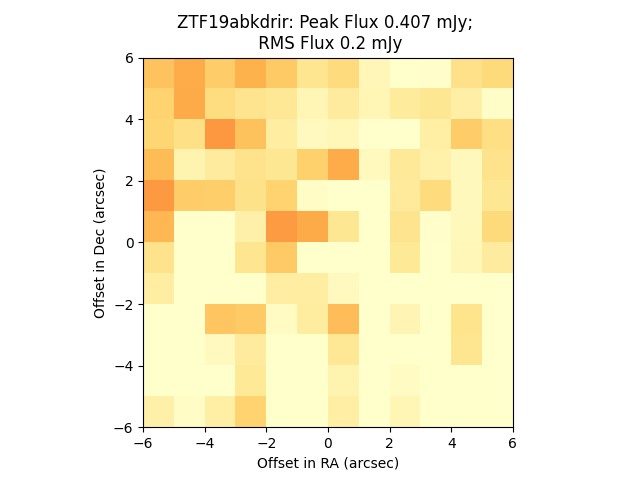 ZTF19abkdrir: Peak Flux 0.407 mJy;
RMS Flux 0.2 mJy
6
4
2
0
−2
−4
−6
Offset in Dec (arcsec)
−6 −4 −2 0 2 4 6
Offset in RA (arcsec)